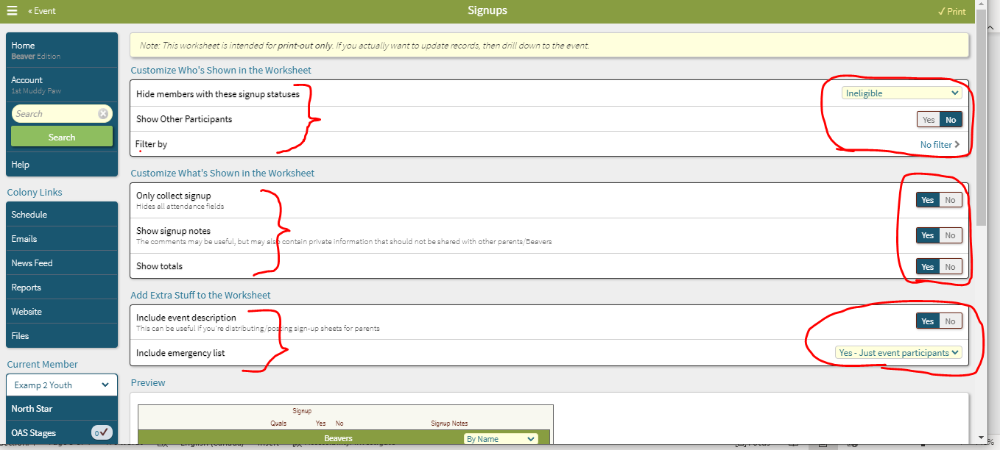 « Event
Signups
✓ Print
Home
Beaver Edition
Account
1st Muddy Paw
Search
Search
Help
Colony Links
Schedule
Emails
News Feed
Reports
Website
Files
Current Member
Examp 2 Youth
North Star
OAS Stages
0✓
Note: This worksheet is intended for print-out only. If you actually want to update records, then drill down to the event.
Customize Who's Shown in the Worksheet
Hide members with these signup statuses
Ineligible
Show Other Participants
Yes No
Filter by
No filter
Customize What's Shown in the Worksheet
Only collect signup
Hides all attendance fields
Yes No
Show signup notes
The comments may be useful, but may also contain private information that should not be shared with other parents/Beavers
Yes No
Show totals
Yes No
Add Extra Stuff to the Worksheet
Include event description
This can be useful if you're distributing/posting sign-up sheets for parents
Yes No
Include emergency list
Yes - Just event participants
Preview
Signup
Quals Yes No Signup Notes
Beavers
By Name